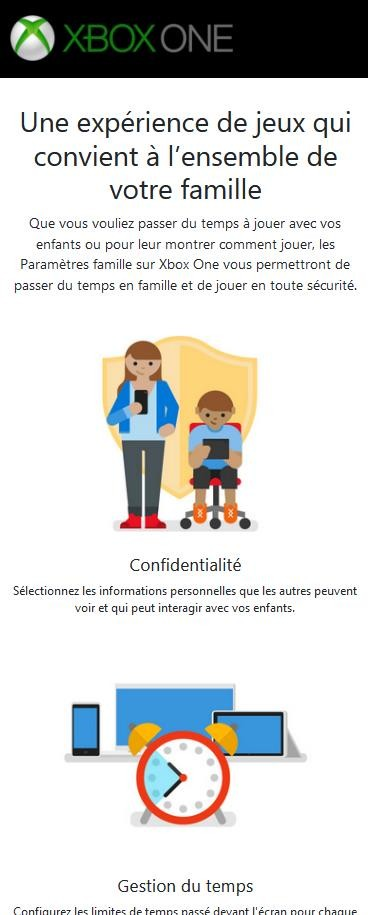 XBOX ONE
Une expérience de jeux qui
convient à l’ensemble de
votre famille
Que vous vouliez passer du temps à jouer avec vos
enfants ou pour leur montrer comment jouer, les
Paramètres famille sur Xbox One vous permettront de
passer du temps en famille et de jouer en toute sécurité.
Confidentialité
Sélectionnez les informations personnelles que les autres peuvent
voir et qui peut interagir avec vos enfants.
Gestion du temps
Configurez les limites de temps passé devant l'écran pour chaque